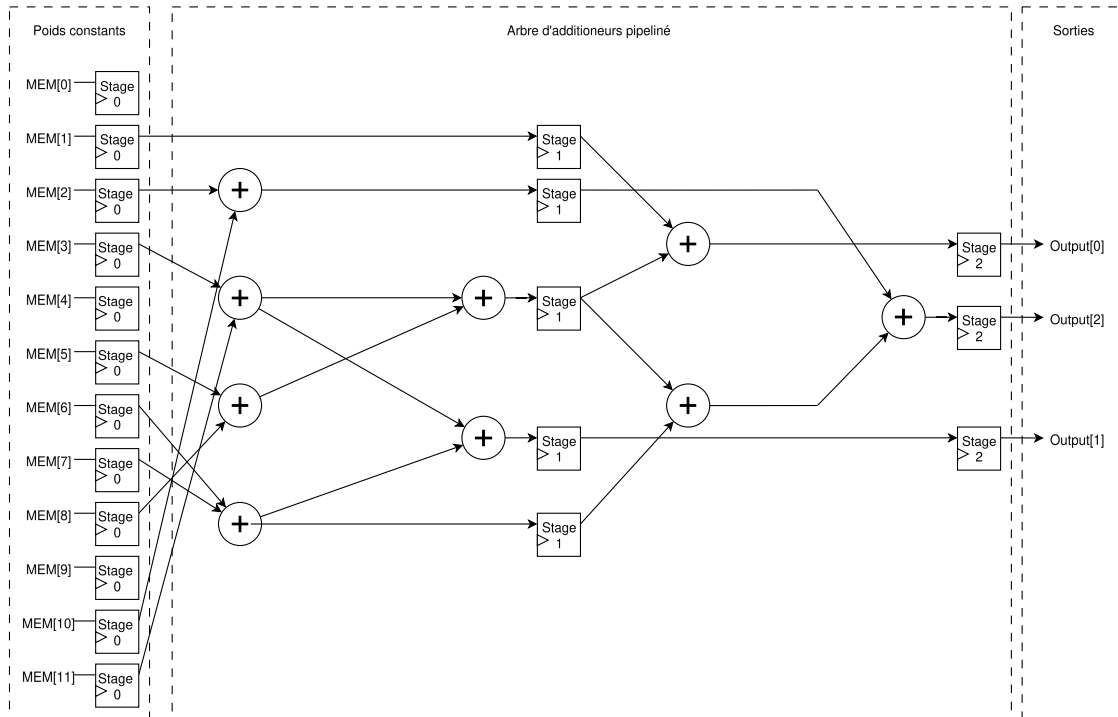 Poids constants
Arbre d'additioneurs pipeliné
Sorties
MEM[0]
Stage
0
MEM[1]
Stage
0
Stage
1
MEM[2]
Stage
0
+
Stage
1
MEM[3]
Stage
0
+
Stage
2
Output[0]
MEM[4]
Stage
0
+
+
Stage
1
+
Stage
2
Output[2]
MEM[5]
Stage
0
MEM[6]
Stage
0
+
+
MEM[7]
Stage
0
+
Stage
1
Stage
2
Output[1]
MEM[8]
Stage
0
+
Stage
1
MEM[9]
Stage
0
MEM[10]
Stage
0
MEM[11]
Stage
0